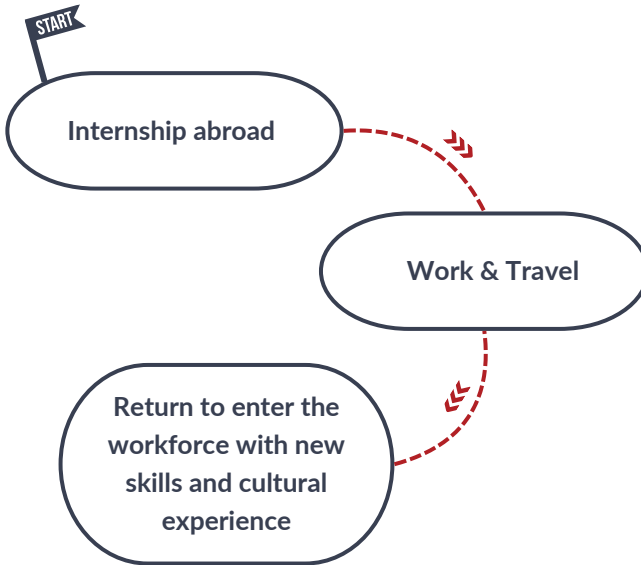 START
Internship abroad
Work & Travel
Return to enter the
workforce with new
skills and cultural
experience